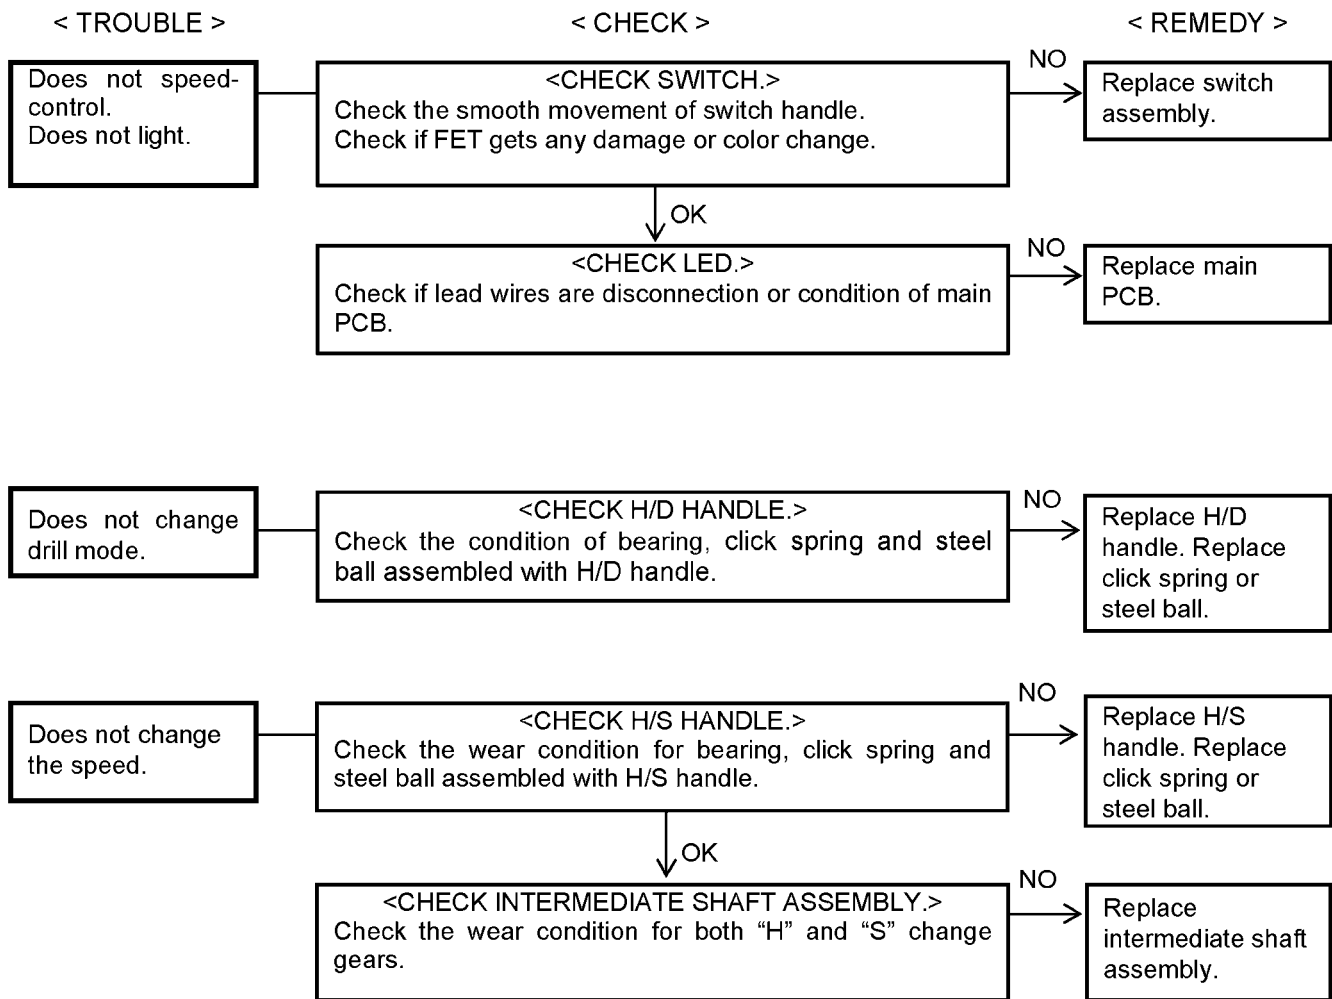 < TROUBLE >
< CHECK >
< REMEDY >
Does not speed-
control.
Does not light.
<CHECK SWITCH.>
Check the smooth movement of switch handle.
Check if FET gets any damage or color change.
NO
Replace switch
assembly.
OK
<CHECK LED.>
Check if lead wires are disconnection or condition of main
PCB.
NO
Replace main
PCB.
Does not change
drill mode.
<CHECK H/D HANDLE.>
Check the condition of bearing, click spring and steel
ball assembled with H/D handle.
NO
Replace H/D
handle. Replace
click spring or
steel ball.
Does not change
the speed.
<CHECK H/S HANDLE.>
Check the wear condition for bearing, click spring and
steel ball assembled with H/S handle.
NO
Replace H/S
handle. Replace
click spring or
steel ball.
OK
<CHECK INTERMEDIATE SHAFT ASSEMBLY.>
Check the wear condition for both “H” and “S” change
gears.
NO
Replace
intermediate shaft
assembly.